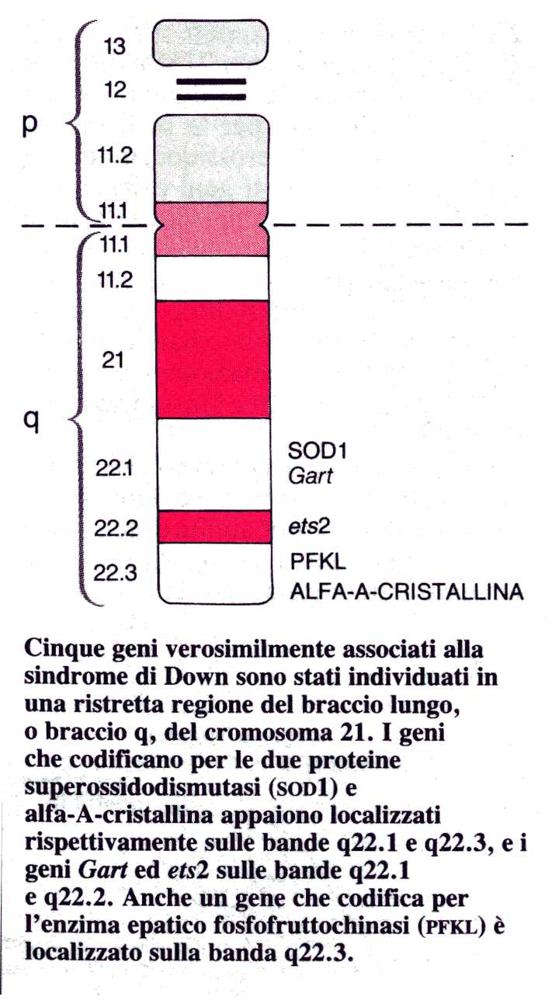 13
12
p
11.2
11.1
11.1
11.2
21
q
SOD1
22.1
Gart
22.2
ets2
PFKL
22.3
ALFA-A-CRISTALLINA
Cinque geni verosimilmente associati alla
sindrome di Down sono stati individuati in
una ristretta regione del braccio lungo,
o braccio q, del cromosoma 21. I geni
che codificano per le due proteine
superossidodismutasi (SOD1) e
alfa-A-cristallina appaiono localizzati
rispettivamente sulle bande q22.1 e q22.3, e i
geni Gart ed ets2 sulle bande q22.1
e q22.2. Anche un gene che codifica per
l'enzima epatico fosfofruttochinasi (PFKL) è
localizzato sulla banda q22.3.